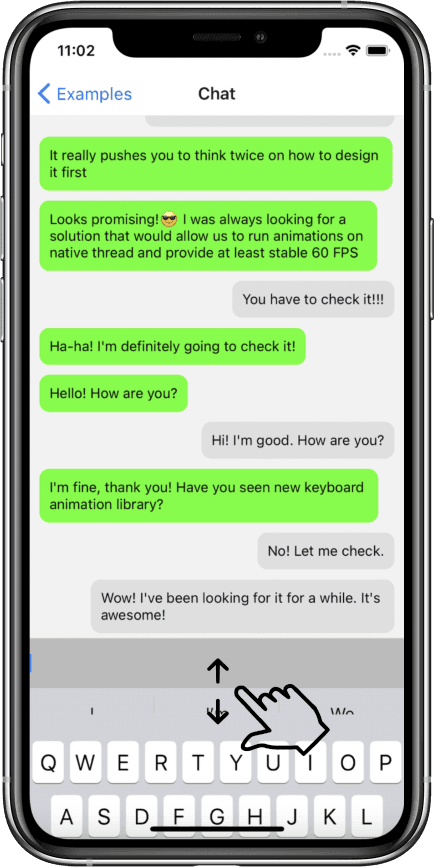 11:02
Examples
Chat
It really pushes you to think twice on how to design
it first
Looks promising!😎 I was always looking for a
solution that would allow us to run animations on
native thread and provide at least stable 60 FPS
You have to check it!!!
Ha-ha! I'm definitely going to check it!
Hello! How are you?
Hi! I'm good. How are you?
I'm fine, thank you! Have you seen new keyboard
animation library?
No! Let me check.
Wow! I've been looking for it for a while. It's
awesome!
I I'm We
Q W E R T Y U I O P
A S D F G H J K L